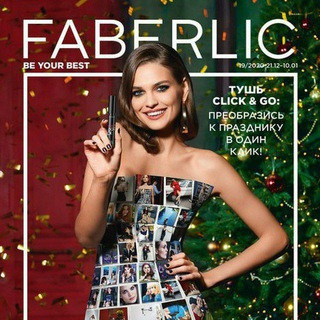 FABERLIC
BE YOUR BEST
19/2020 21.12-10.01
ТУШЬ
CLICK & GO:
ПРЕОБРАЗИСЬ
К ПРАЗДНИКУ
В ОДИН
КЛИК!